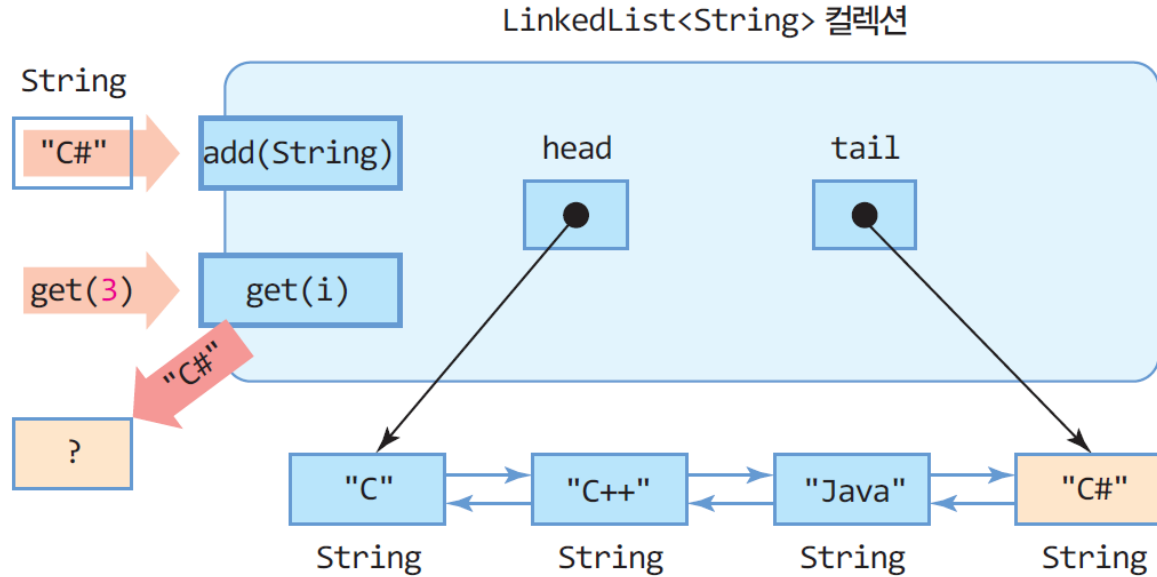 LinkedList<String> 컬렉션
String
"C#"
add(String)
head
tail
get(3)
get(i)
"C#"
?
"C"
"C++"
"Java"
"C#"
String
String
String
String